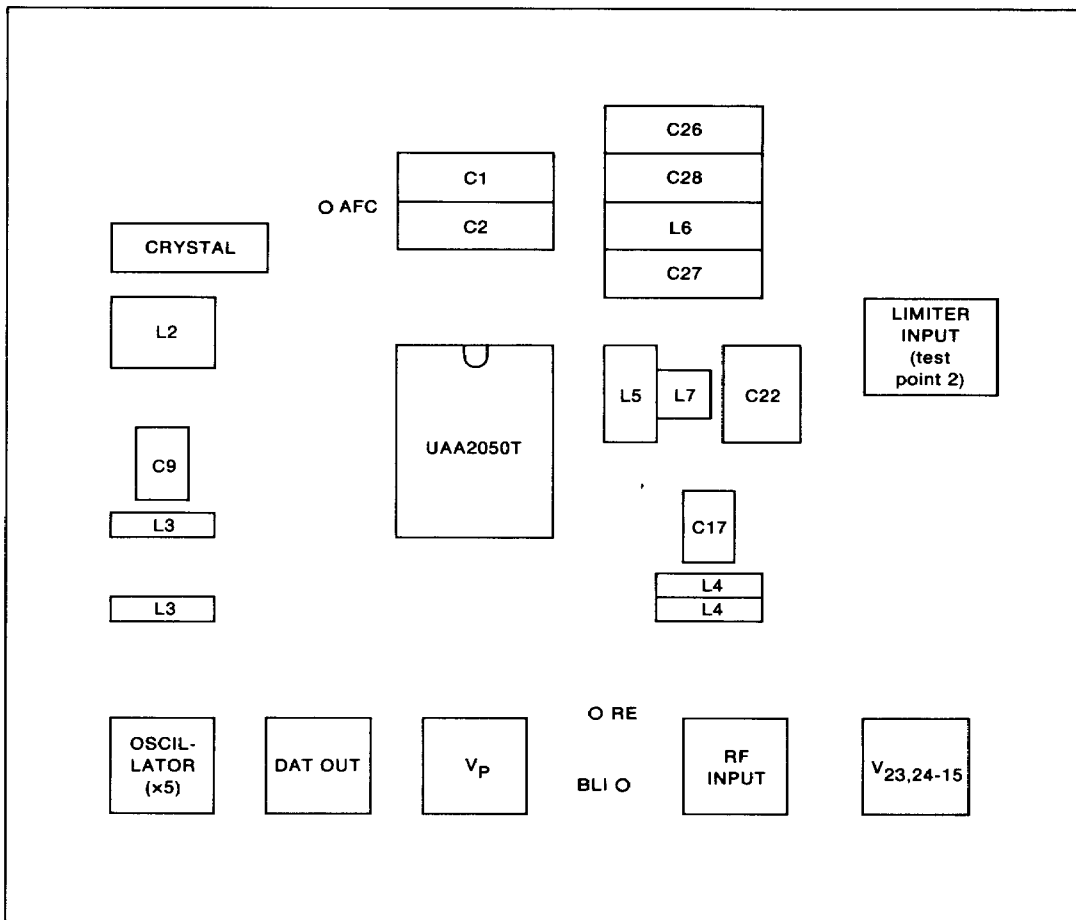 C26
C1
C28
AFC
C2
L6
CRYSTAL
C27
L2
LIMITER
INPUT
(test
point 2)
L5
L7
C22
UAA2050T
C9
L3
C17
L4
L3
L4
RE
OSCIL-
LATOR
(x5)
DAT OUT
VP
BLI
RF
INPUT
V23,24-15